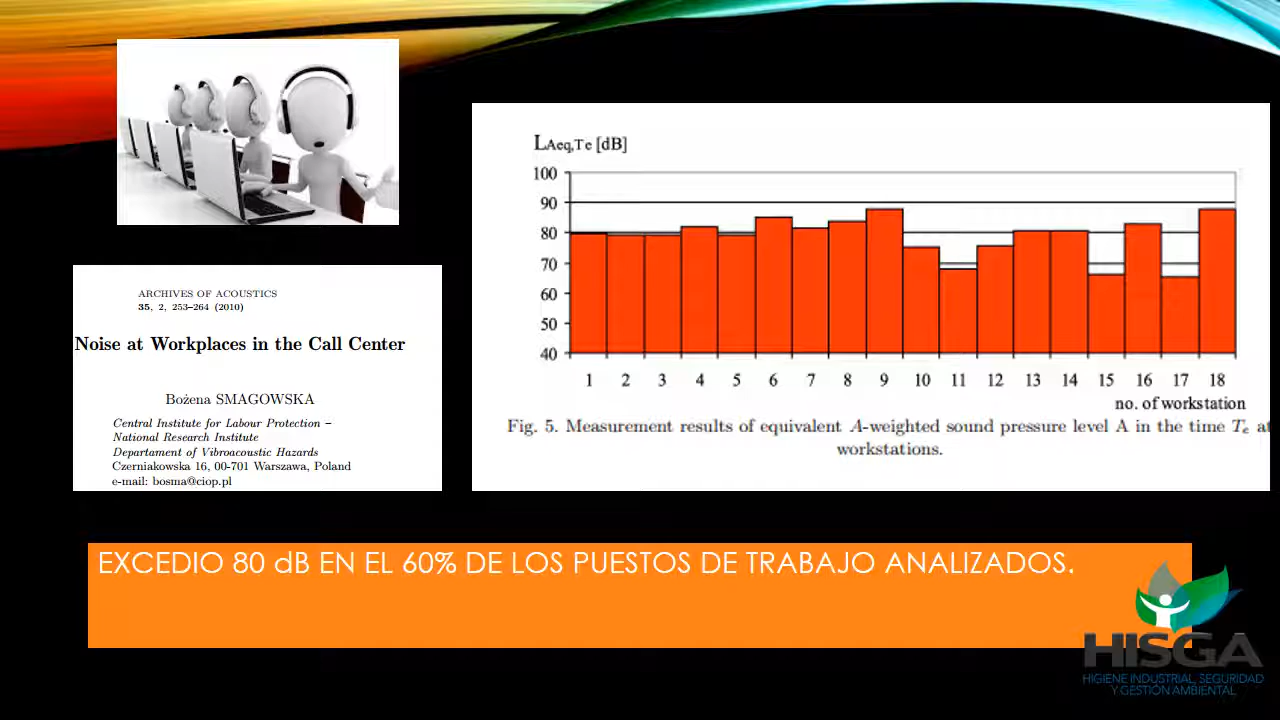 ARCHIVES OF ACOUSTICS
35, 2, 253–264 (2010)
Noise at Workplaces in the Call Center
Bożena SMAGOWSKA
Central Institute for Labour Protection –
National Research Institute
Departament of Vibroacoustic Hazards
Czerniakowska 16, 00-701 Warszawa, Poland
e-mail: bosma@ciop.pl
LAeq,Te [dB]
100
90
80
70
60
50
40
1 2 3 4 5 6 7 8 9 10 11 12 13 14 15 16 17 18
no. of workstation
Fig. 5. Measurement results of equivalent A-weighted sound pressure level A in the time Te at
workstations.
EXCEDIO 80 dB EN EL 60% DE LOS PUESTOS DE TRABAJO ANALIZADOS.
HISGA
HIGIENE INDUSTRIAL, SEGURIDAD
Y GESTIÓN AMBIENTAL